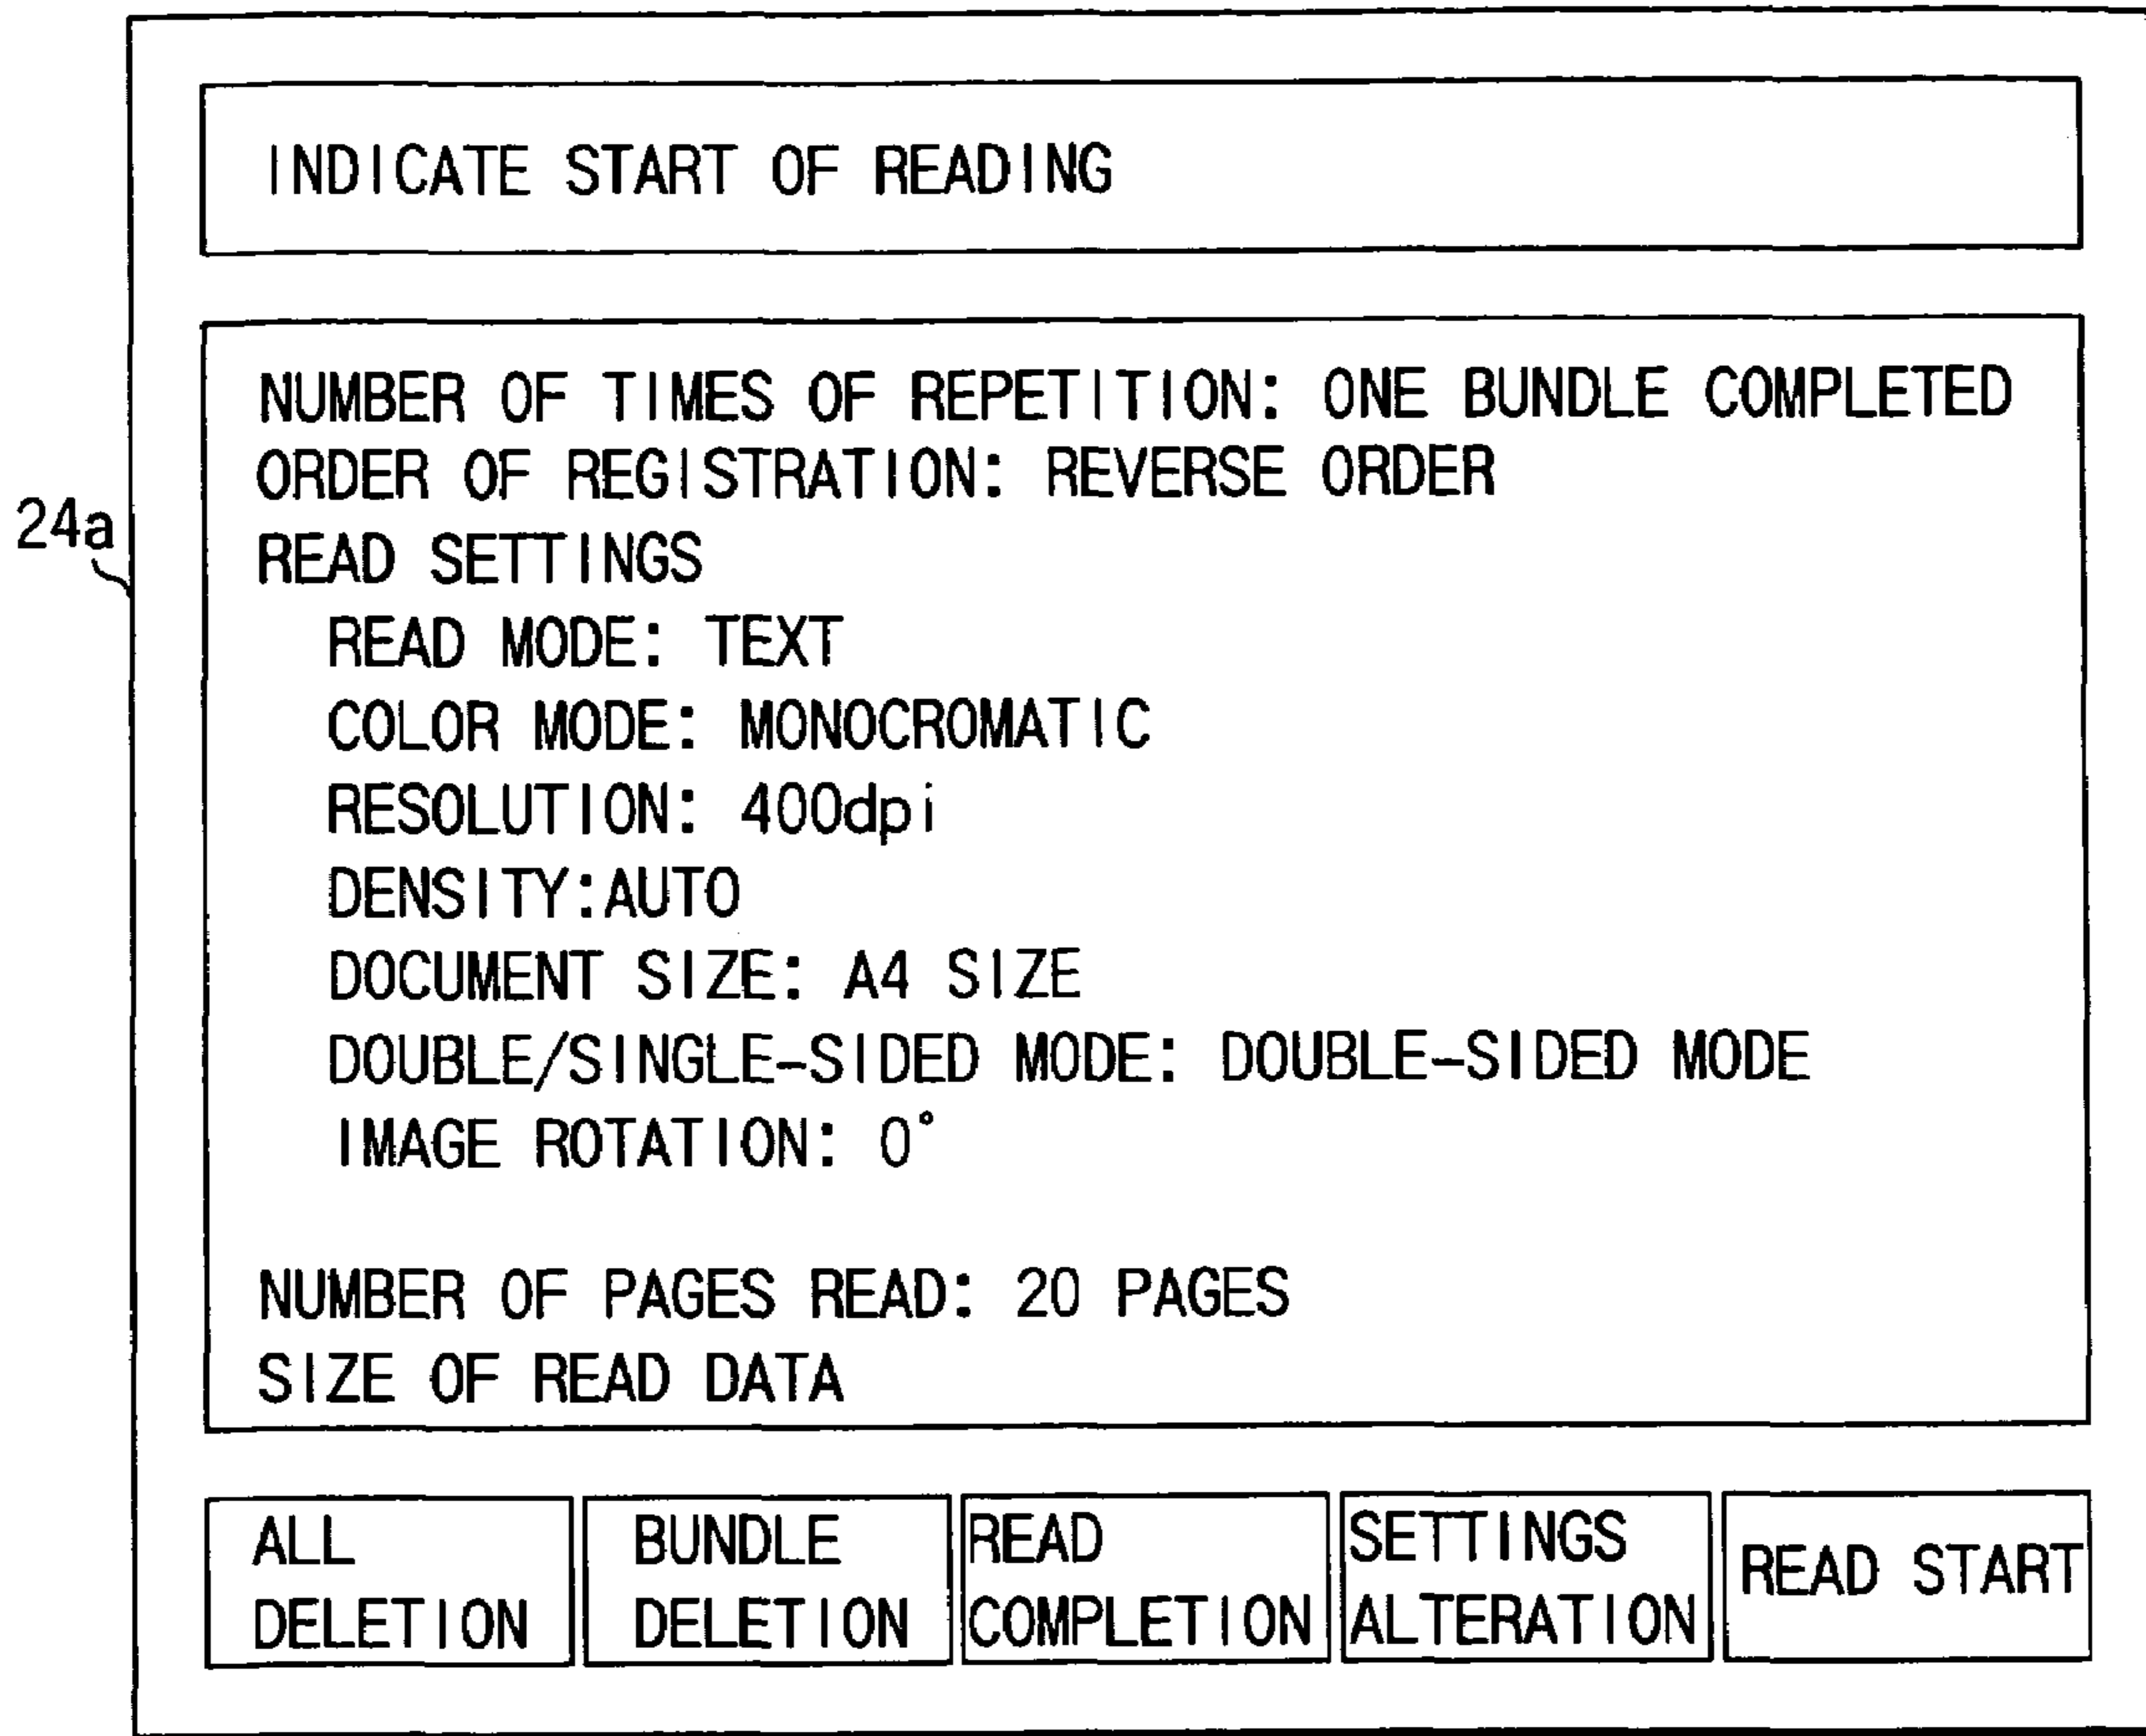 INDICATE START OF READING
NUMBER OF TIMES OF REPETITION: ONE BUNDLE COMPLETED
ORDER OF REGISTRATION: REVERSE ORDER
24a
READ SETTINGS
READ MODE: TEXT
COLOR MODE: MONOCROMATIC
RESOLUTION: 400dpi
DENSITY:AUTO
DOCUMENT SIZE: A4 SIZE
DOUBLE/SINGLE-SIDED MODE: DOUBLE-SIDED MODE
IMAGE ROTATION: 0°
NUMBER OF PAGES READ: 20 PAGES
SIZE OF READ DATA
ALL
DELETION
BUNDLE
DELETION
READ
COMPLETION
SETTINGS
ALTERATION
READ START